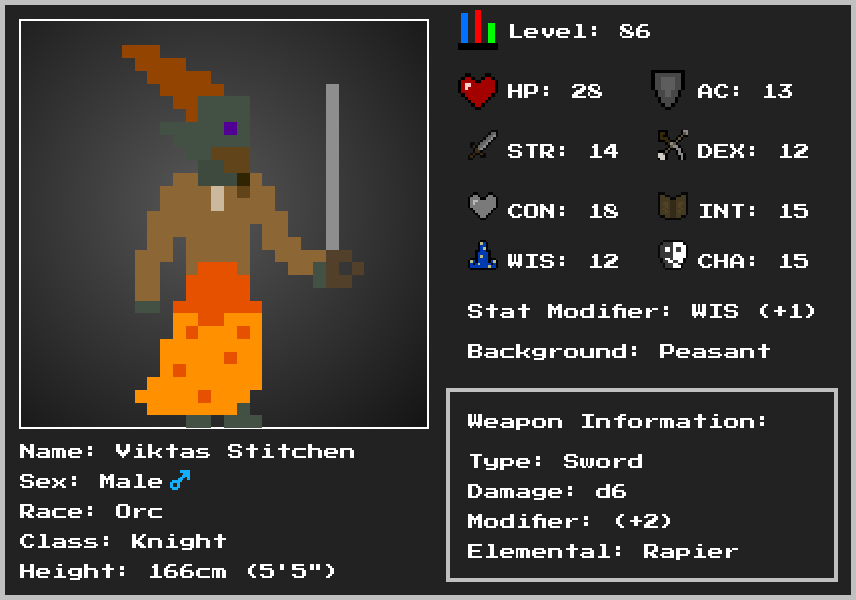 Level: 86
HP: 28
AC: 13
STR: 14
DEX: 12
CON: 18
INT: 15
WIS: 12
CHA: 15
Stat Modifier: WIS (+1)
Background: Peasant
Weapon Information:
Type: Sword
Damage: d6
Modifier: (+2)
Elemental: Rapier
Name: Viktas Stitchen
Sex: Male ♂
Race: Orc
Class: Knight
Height: 166cm (5'5")